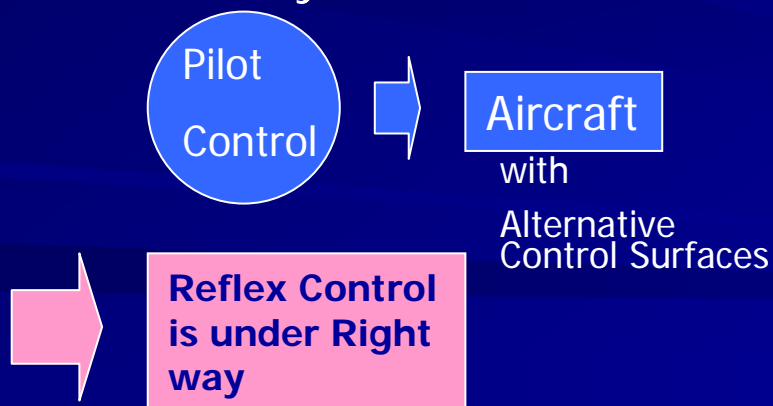 Pilot
Control
Aircraft
with
Alternative
Control Surfaces
Reflex Control
is under Right
way